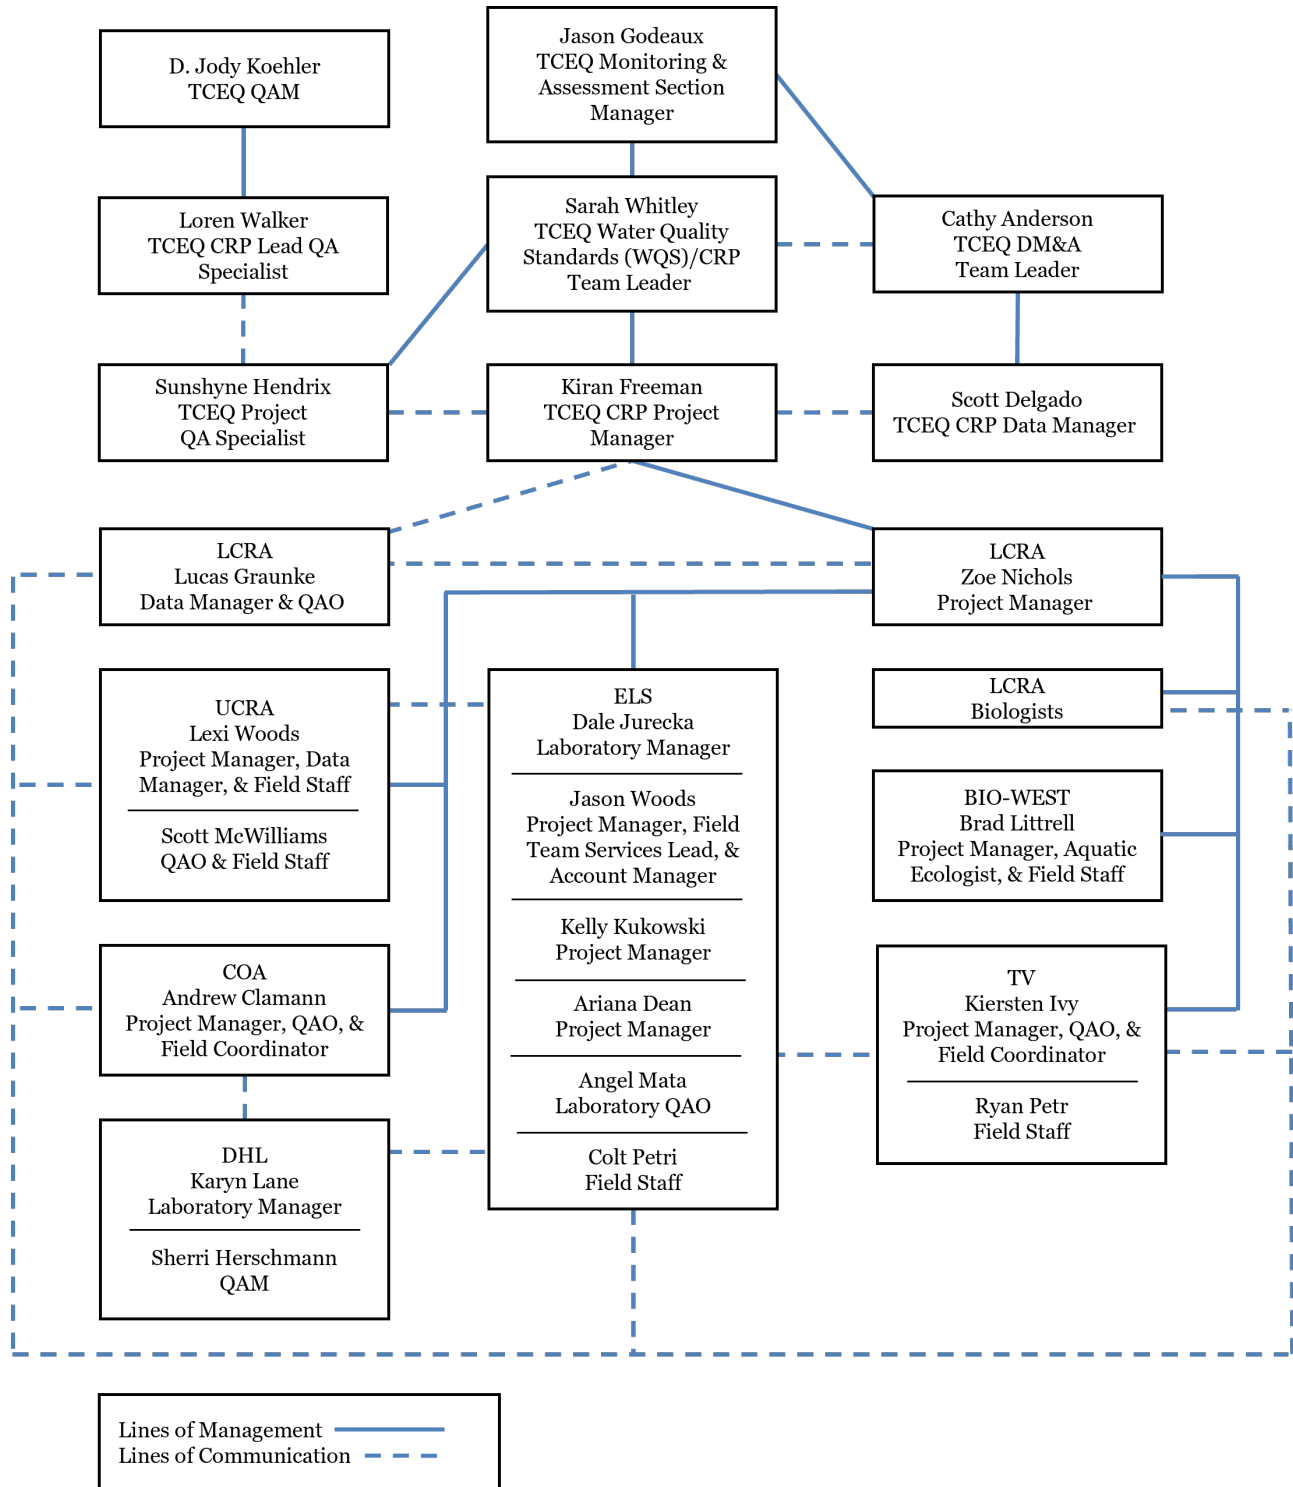 D. Jody Koehler
TCEQ QAM
Jason Godeaux
TCEQ Monitoring &
Assessment Section
Manager
Loren Walker
TCEQ CRP Lead QA
Specialist
Sarah Whitley
TCEQ Water Quality
Standards (WQS)/CRP
Team Leader
Cathy Anderson
TCEQ DM&A
Team Leader
Sunshyne Hendrix
TCEQ Project
QA Specialist
Kiran Freeman
TCEQ CRP Project
Manager
Scott Delgado
TCEQ CRP Data Manager
LCRA
Lucas Graunke
Data Manager & QAO
LCRA
Zoe Nichols
Project Manager
UCRA
Lexi Woods
Project Manager, Data
Manager, & Field Staff
Scott McWilliams
QAO & Field Staff
ELS
Dale Jurecka
Laboratory Manager
Jason Woods
Project Manager, Field
Team Services Lead, &
Account Manager
Kelly Kukowski
Project Manager
Ariana Dean
Project Manager
Angel Mata
Laboratory QAO
Colt Petri
Field Staff
LCRA
Biologists
BIO-WEST
Brad Littrell
Project Manager, Aquatic
Ecologist, & Field Staff
COA
Andrew Clamann
Project Manager, QAO, &
Field Coordinator
TV
Kiersten Ivy
Project Manager, QAO, &
Field Coordinator
Ryan Petr
Field Staff
DHL
Karyn Lane
Laboratory Manager
Sherri Herschmann
QAM
Lines of Management
Lines of Communication